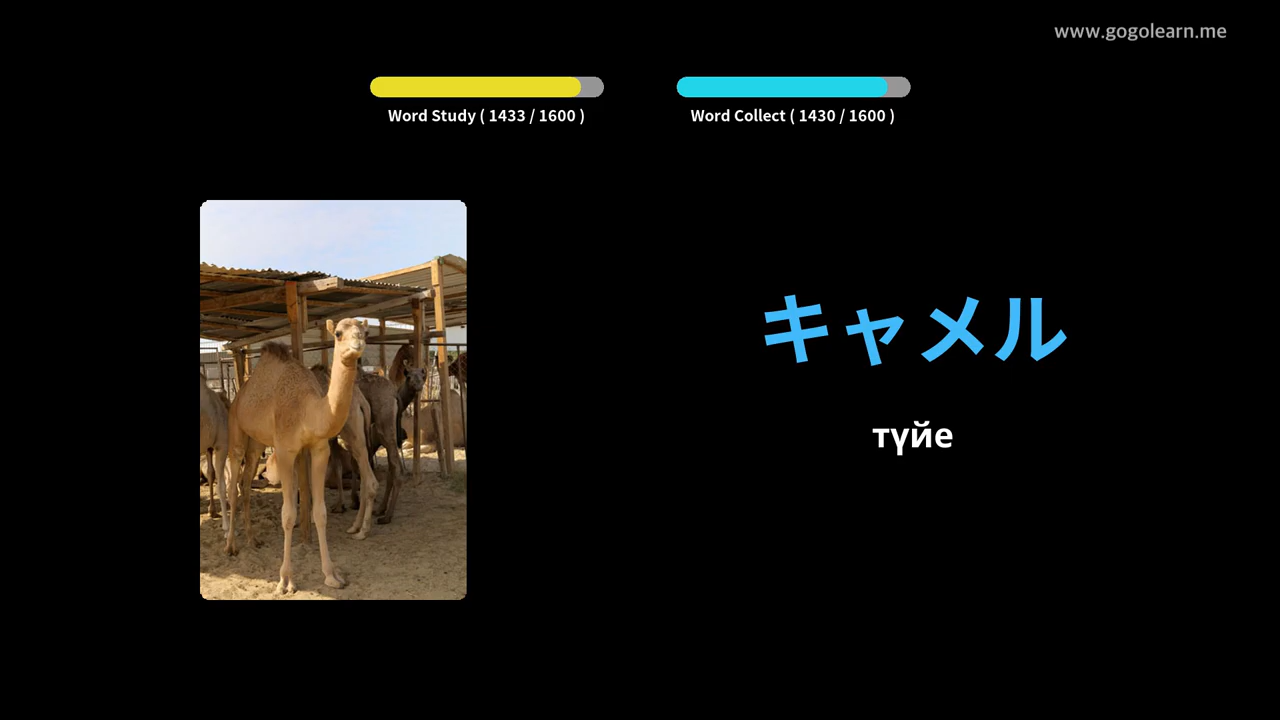 www.gogolearn.me
Word Study ( 1433 / 1600 )
Word Collect ( 1430 / 1600 )
キャメル
түйе